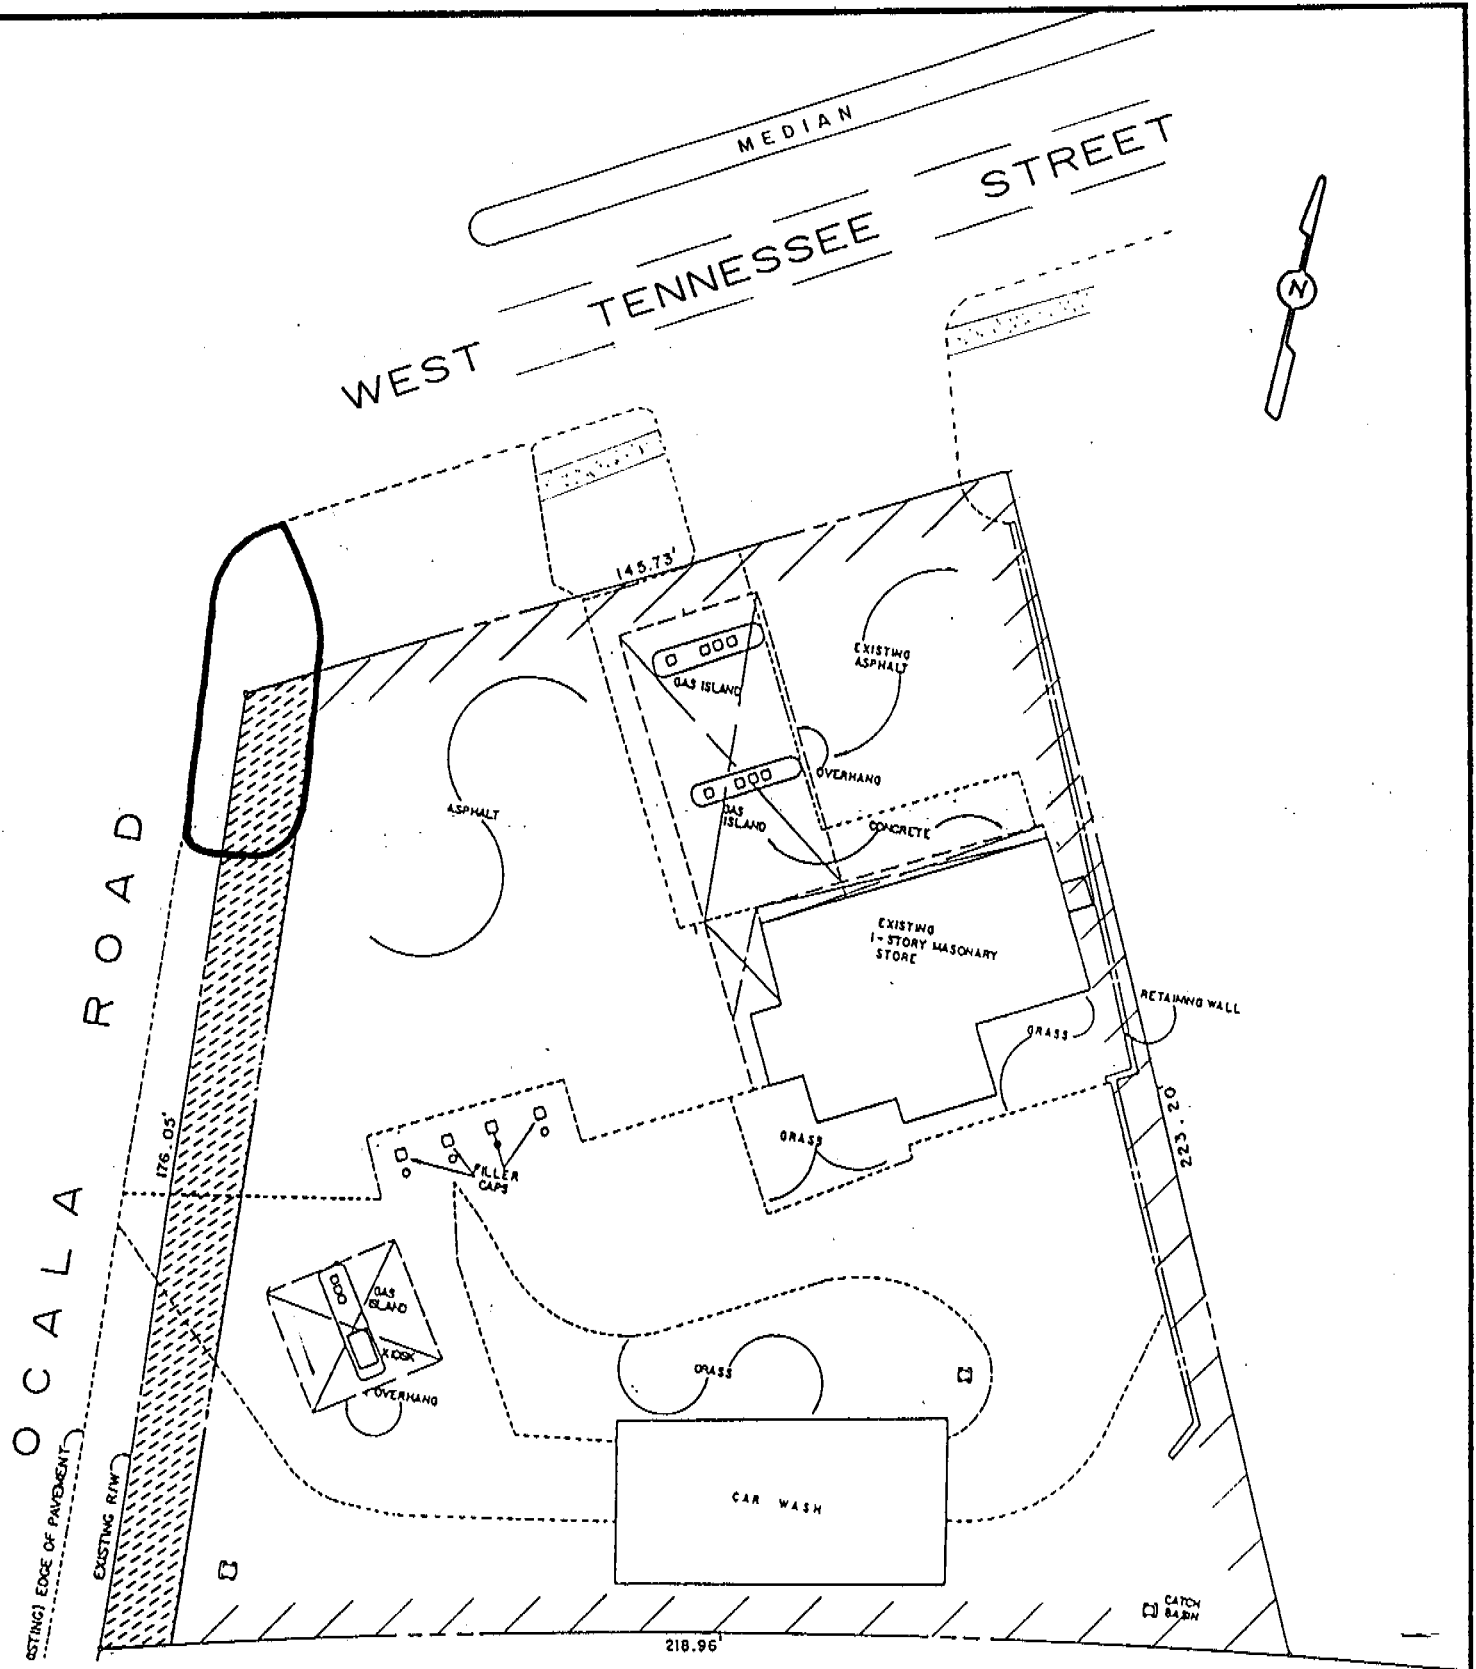 MEDIAN
WEST TENNESSEE STREET
N
145.73'
EXISTING
ASPHALT
GAS ISLAND
OVERHANG
GAS
ISLAND
CONCRETE
ASPHALT
EXISTING
1-STORY MASONARY
STORE
RETAINING WALL
GRASS
OCALA ROAD
176.05'
223.20'
GRASS
FILLER
CAPS
GAS
ISLAND
KIOSK
OVERHANG
GRASS
CAR WASH
OSTING) EDGE OF PAVEMENT
EXISTING R/W
CATCH
BASIN
218.96'